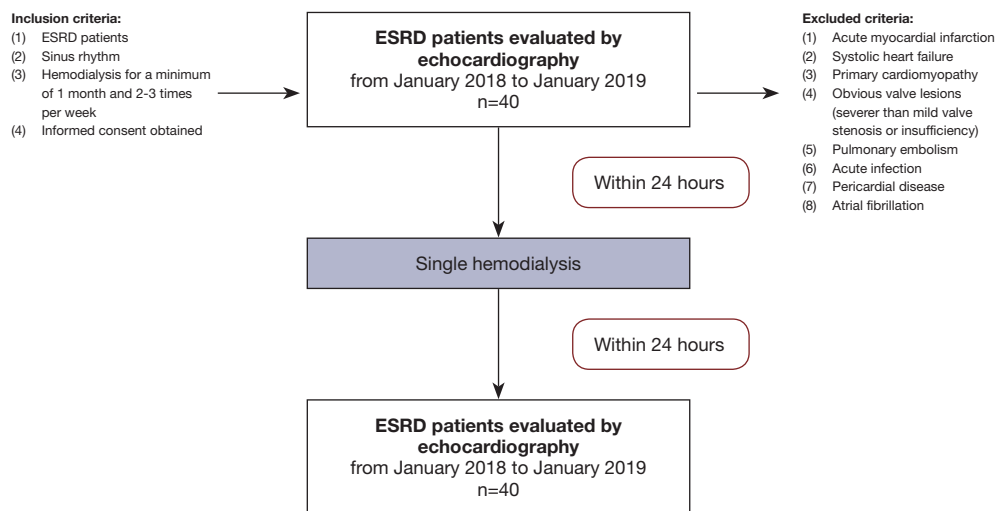 Inclusion criteria:
(1) ESRD patients
(2) Sinus rhythm
(3) Hemodialysis for a minimum
of 1 month and 2-3 times
per week
(4) Informed consent obtained
ESRD patients evaluated by
echocardiography
from January 2018 to January 2019
n=40
Excluded criteria:
(1) Acute myocardial infarction
(2) Systolic heart failure
(3) Primary cardiomyopathy
(4) Obvious valve lesions
(severer than mild valve
stenosis or insufficiency)
(5) Pulmonary embolism
(6) Acute infection
(7) Pericardial disease
(8) Atrial fibrillation
Within 24 hours
Single hemodialysis
Within 24 hours
ESRD patients evaluated by
echocardiography
from January 2018 to January 2019
n=40